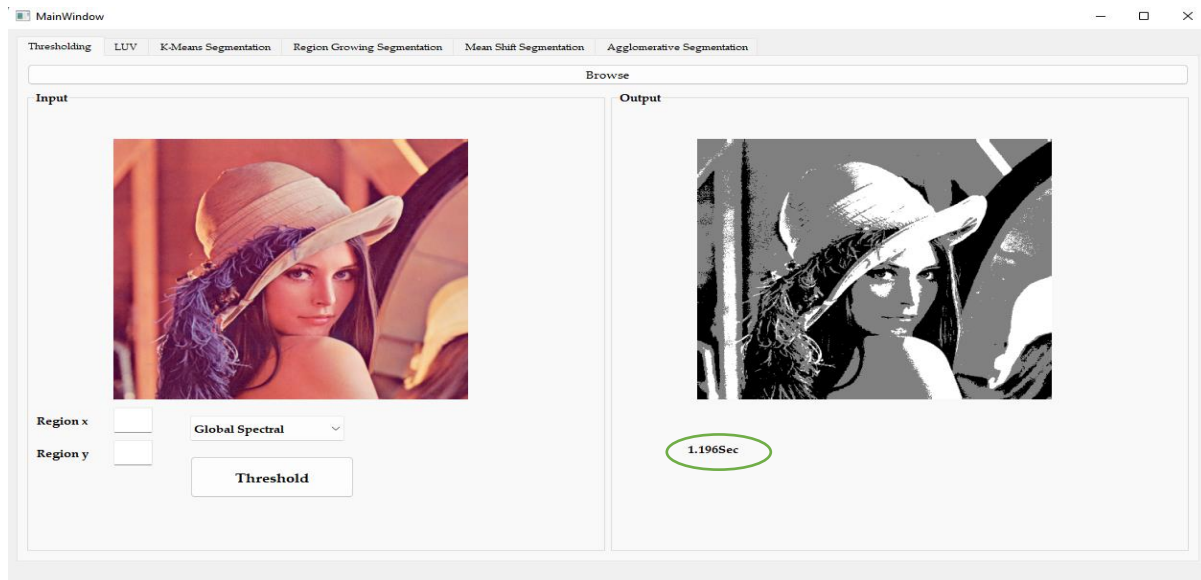 MainWindow
Thresholding LUV K-Means Segmentation Region Growing Segmentation Mean Shift Segmentation Agglomerative Segmentation
Browse
Input
Output
Region x
Global Spectral
Region y
Threshold
1.196Sec